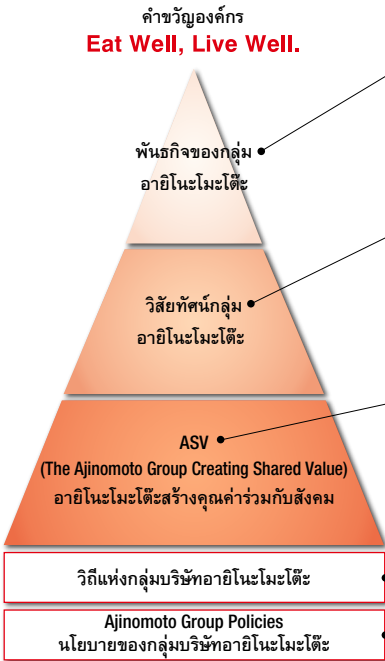 คำขวัญองค์กร
Eat Well, Live Well.
พันธกิจของกลุ่ม
อายิโนะโมะโต๊ะ
วิสัยทัศน์กลุ่ม
อายิโนะโมะโต๊ะ
ASV
(The Ajinomoto Group Creating Shared Value)
อายิโนะโมะโต๊ะสร้างคุณค่าร่วมกับสังคม
วิถีแห่งกลุ่มบริษัทอายิโนะโมะโต๊ะ
Ajinomoto Group Policies
นโยบายของกลุ่มบริษัทอายิโนะโมะโต๊ะ